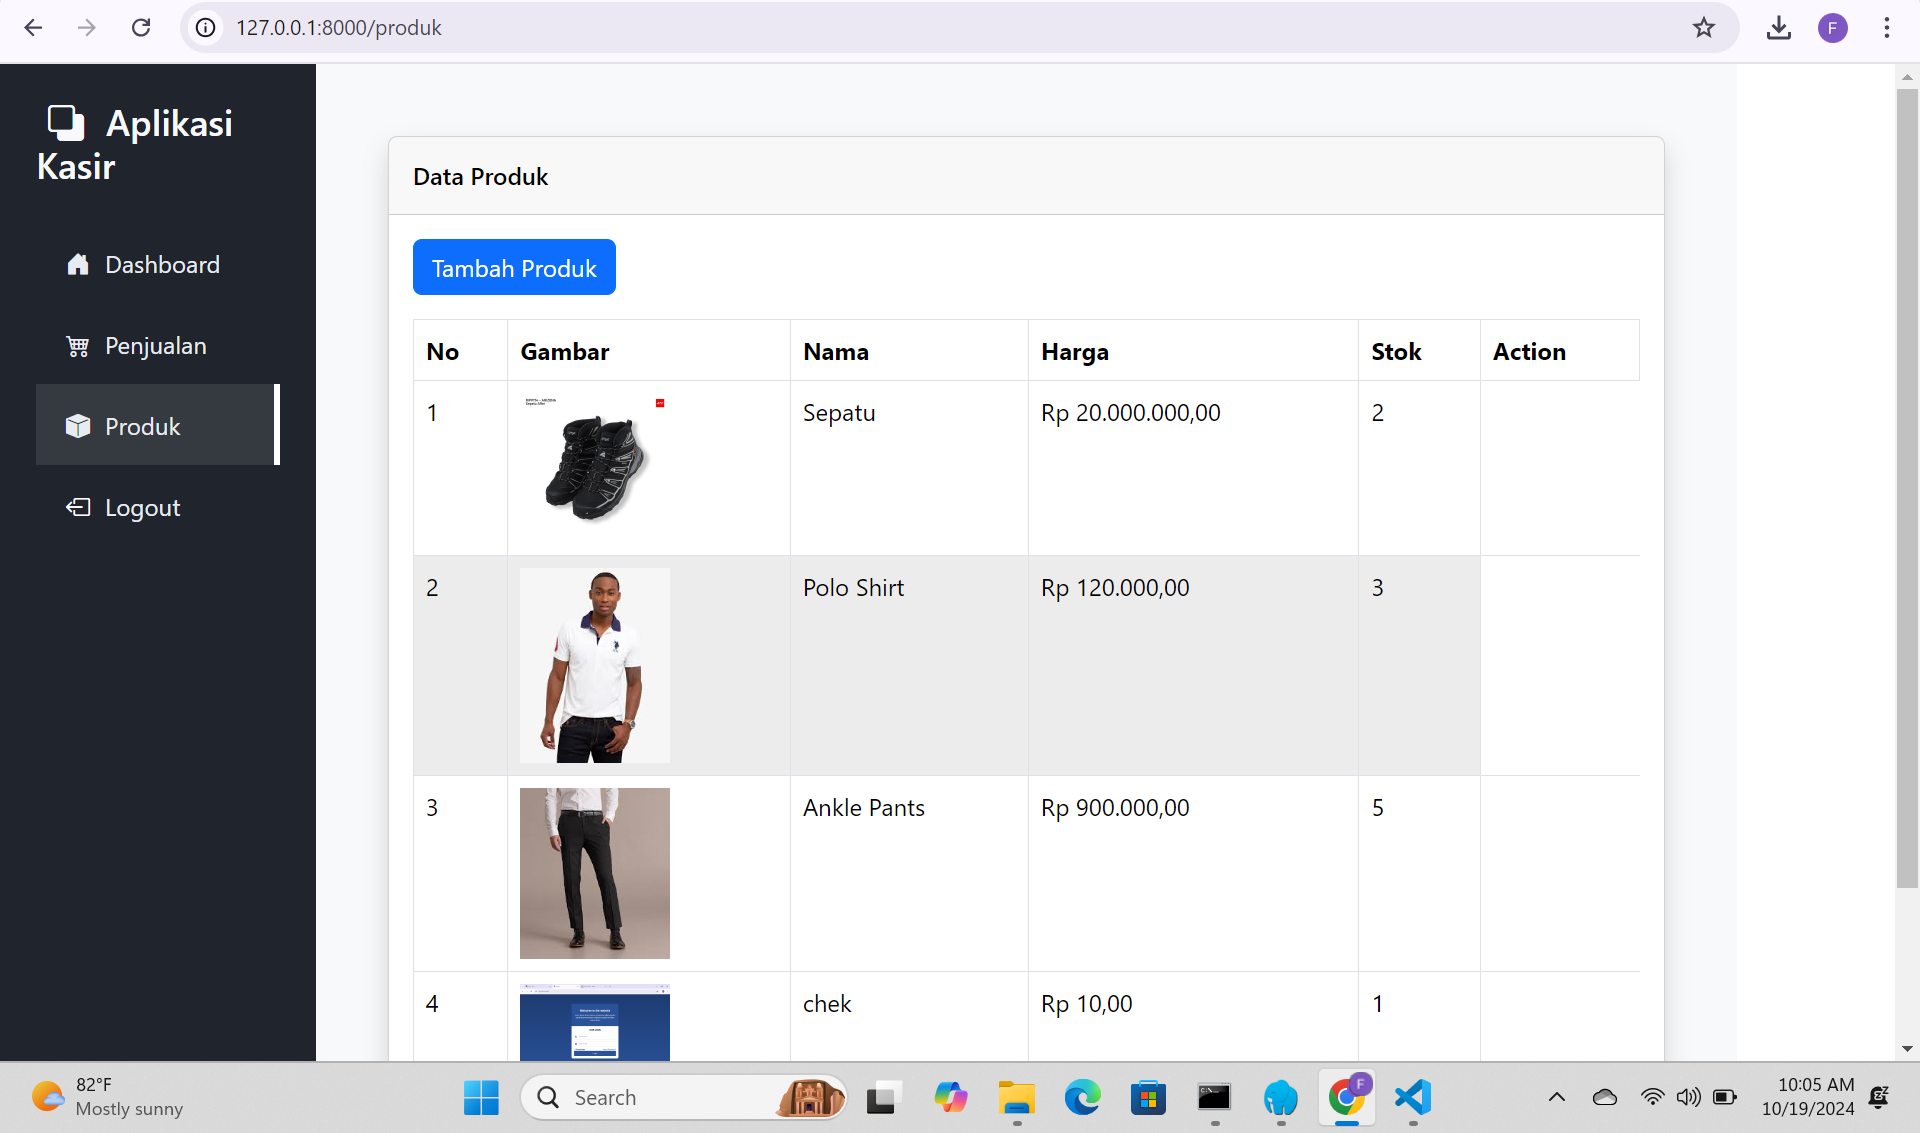 127.0.0.1:8000/produk
F
Aplikasi
Kasir
Dashboard
Penjualan
Produk
Logout
Data Produk
Tambah Produk
No Gambar Nama Harga Stok Action
1 Sepatu Rp 20.000.000,00 2
2 Polo Shirt Rp 120.000,00 3
3 Ankle Pants Rp 900.000,00 5
4 chek Rp 10,00 1
82°F
Mostly sunny
Search
F
10:05 AM
10/19/2024